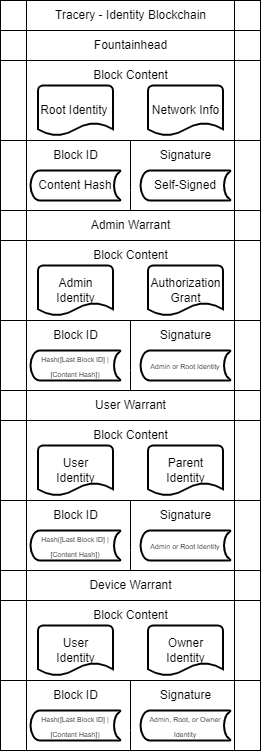 Tracery - Identity Blockchain
Fountainhead
Block Content
Root Identity Network Info
Block ID Signature
Content Hash Self-Signed
Admin Warrant
Block Content
Admin Authorization
Identity Grant
Block ID Signature
Hash([Last Block ID] |
[Content Hash]) Admin or Root Identity
User Warrant
Block Content
User Parent
Identity Identity
Block ID Signature
Hash([Last Block ID] |
[Content Hash]) Admin or Root Identity
Device Warrant
Block Content
User Owner
Identity Identity
Block ID Signature
Hash([Last Block ID] | Admin, Root, or Owner
[Content Hash]) Identity